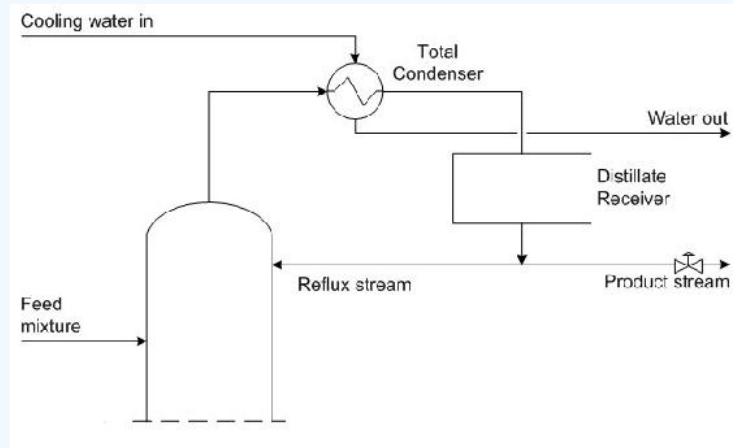 Cooling water in
Total
Condenser
Water out
Distillate
Receiver
Reflux stream
Product stream
Feed
mixture